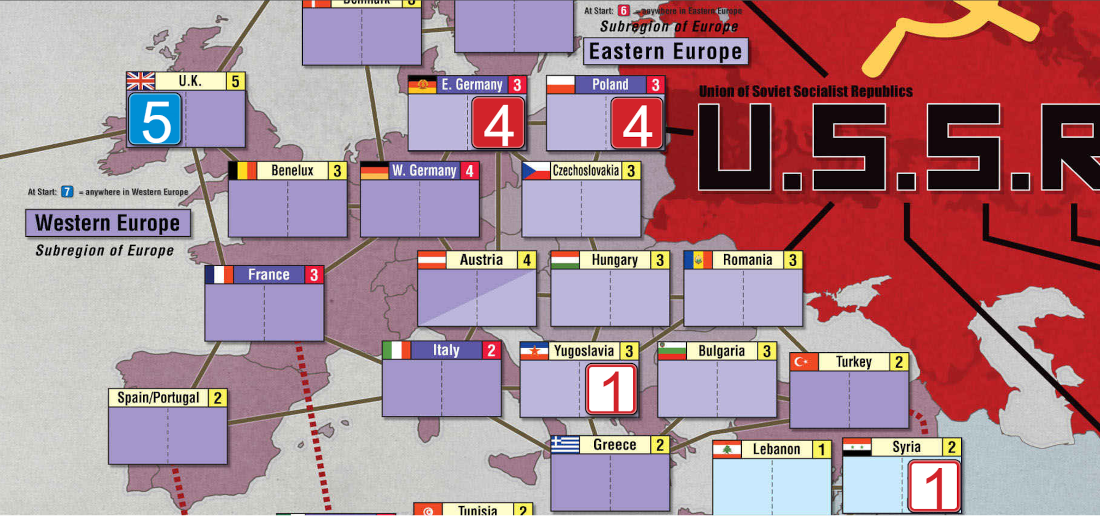 Denmark 3
At Start: 6 = anywhere in Eastern Europe
Subregion of Europe
Eastern Europe
U.K. 5
5
E. Germany 3
4
Poland 3
4
Union of Soviet Socialist Republics
U.S.S.R
Benelux 3
W. Germany 4
Czechoslovakia 3
At Start: 7 = anywhere in Western Europe
Western Europe
Subregion of Europe
France 3
Austria 4
Hungary 3
Romania 3
Italy 2
Yugoslavia 3
1
Bulgaria 3
Turkey 2
Spain/Portugal 2
Greece 2
Lebanon 1
Syria 2
1
Tunisia 2